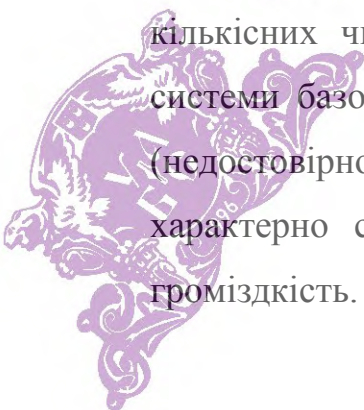 кількісних
системи базо
(недостовірно
характерно с
громіздкість.